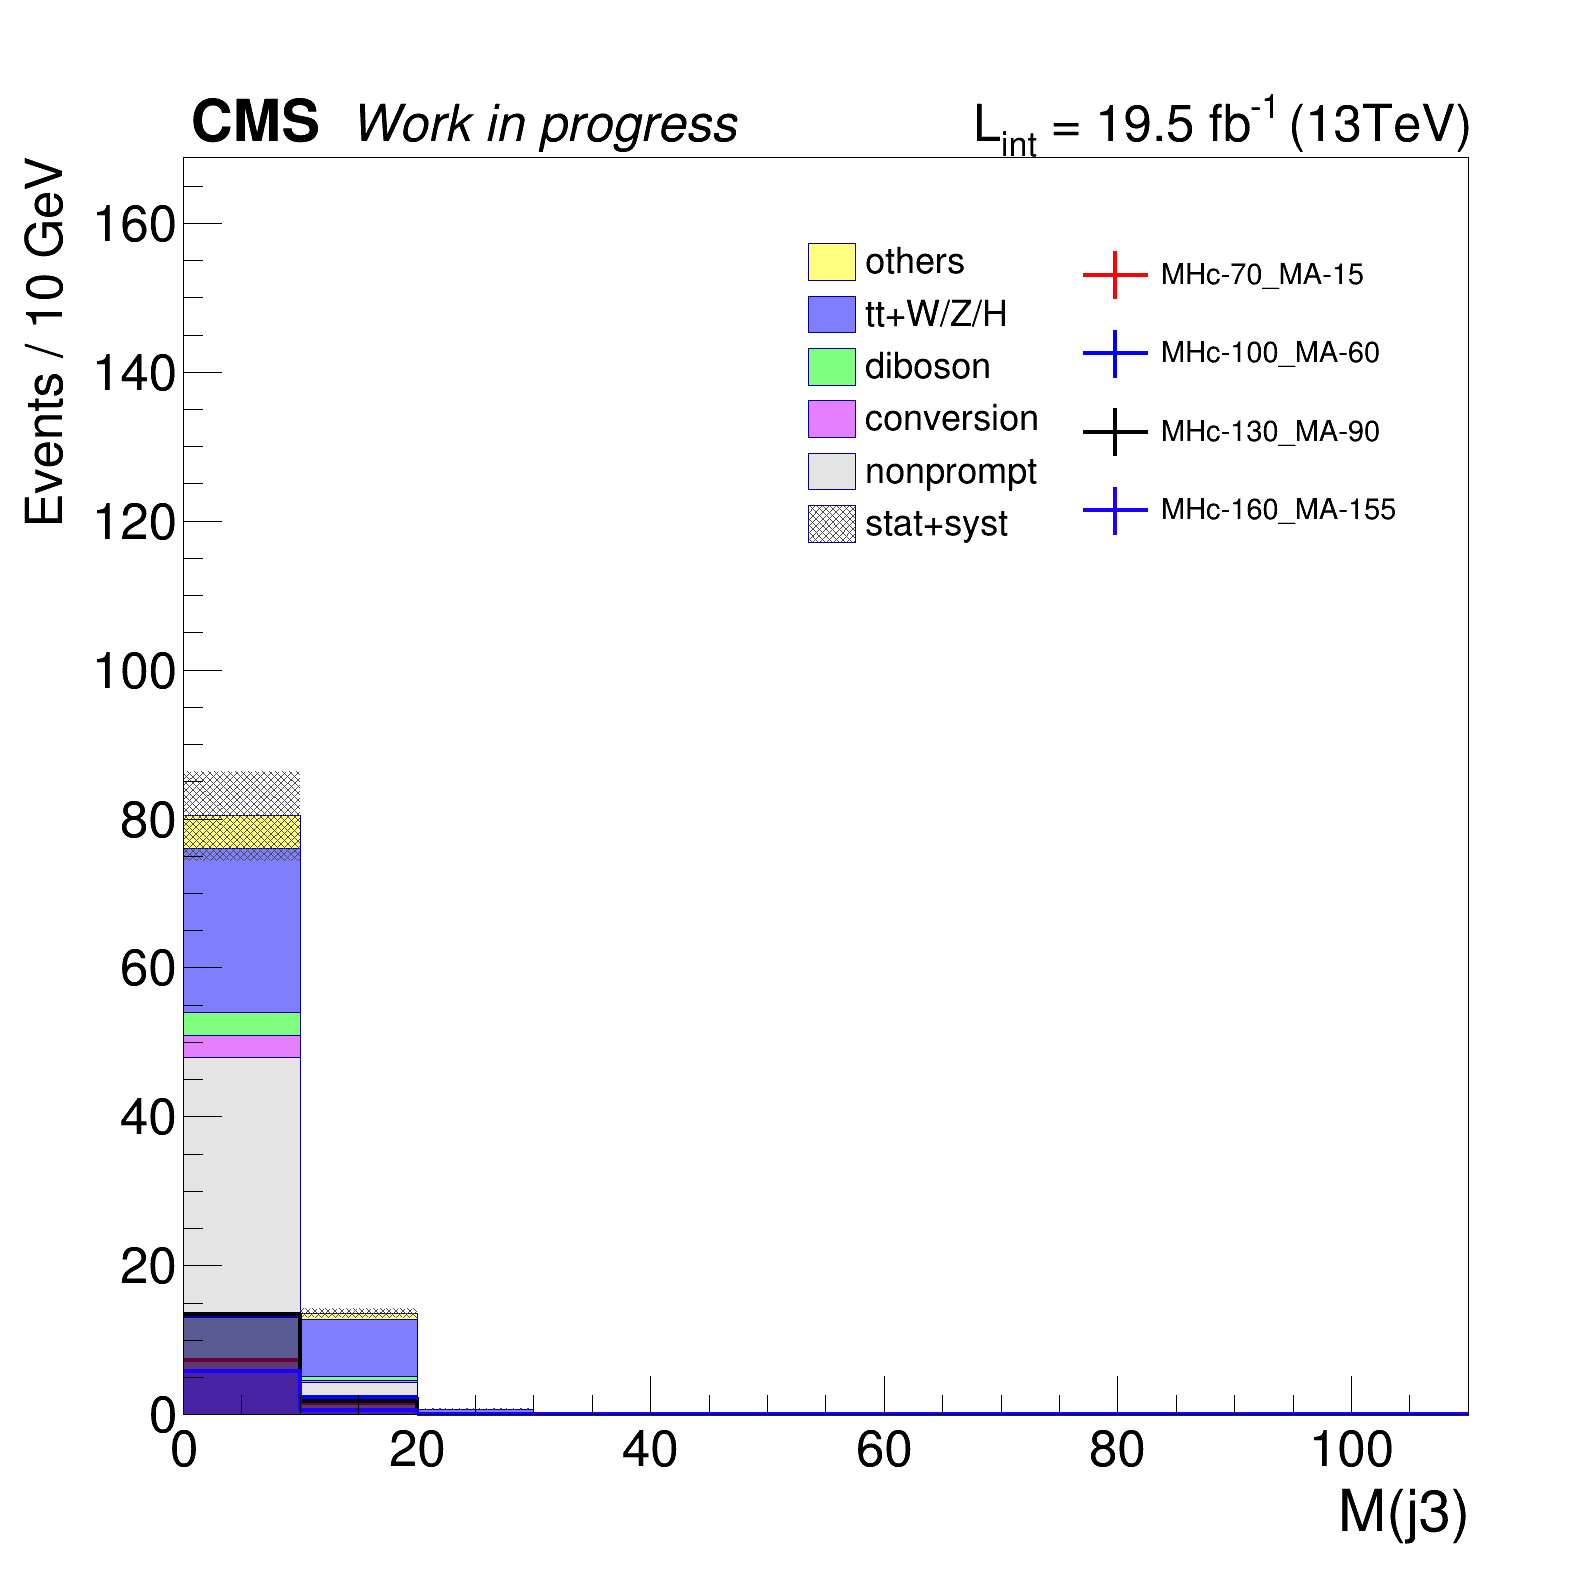 CMS Work in progress
L_int = 19.5 fb^-1 (13TeV)
Events / 10 GeV
160
140
120
100
80
60
40
20
0
others
tt+W/Z/H
diboson
conversion
nonprompt
stat+syst
MHc-70_MA-15
MHc-100_MA-60
MHc-130_MA-90
MHc-160_MA-155
0 20 40 60 80 100
M(j3)